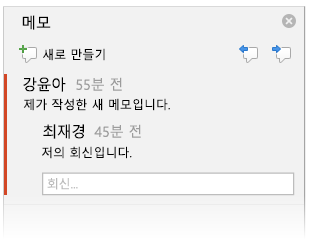 메모
새로 만들기
강윤아 55분 전
제가 작성한 새 메모입니다.
최재경 45분 전
저의 회신입니다.
회신...